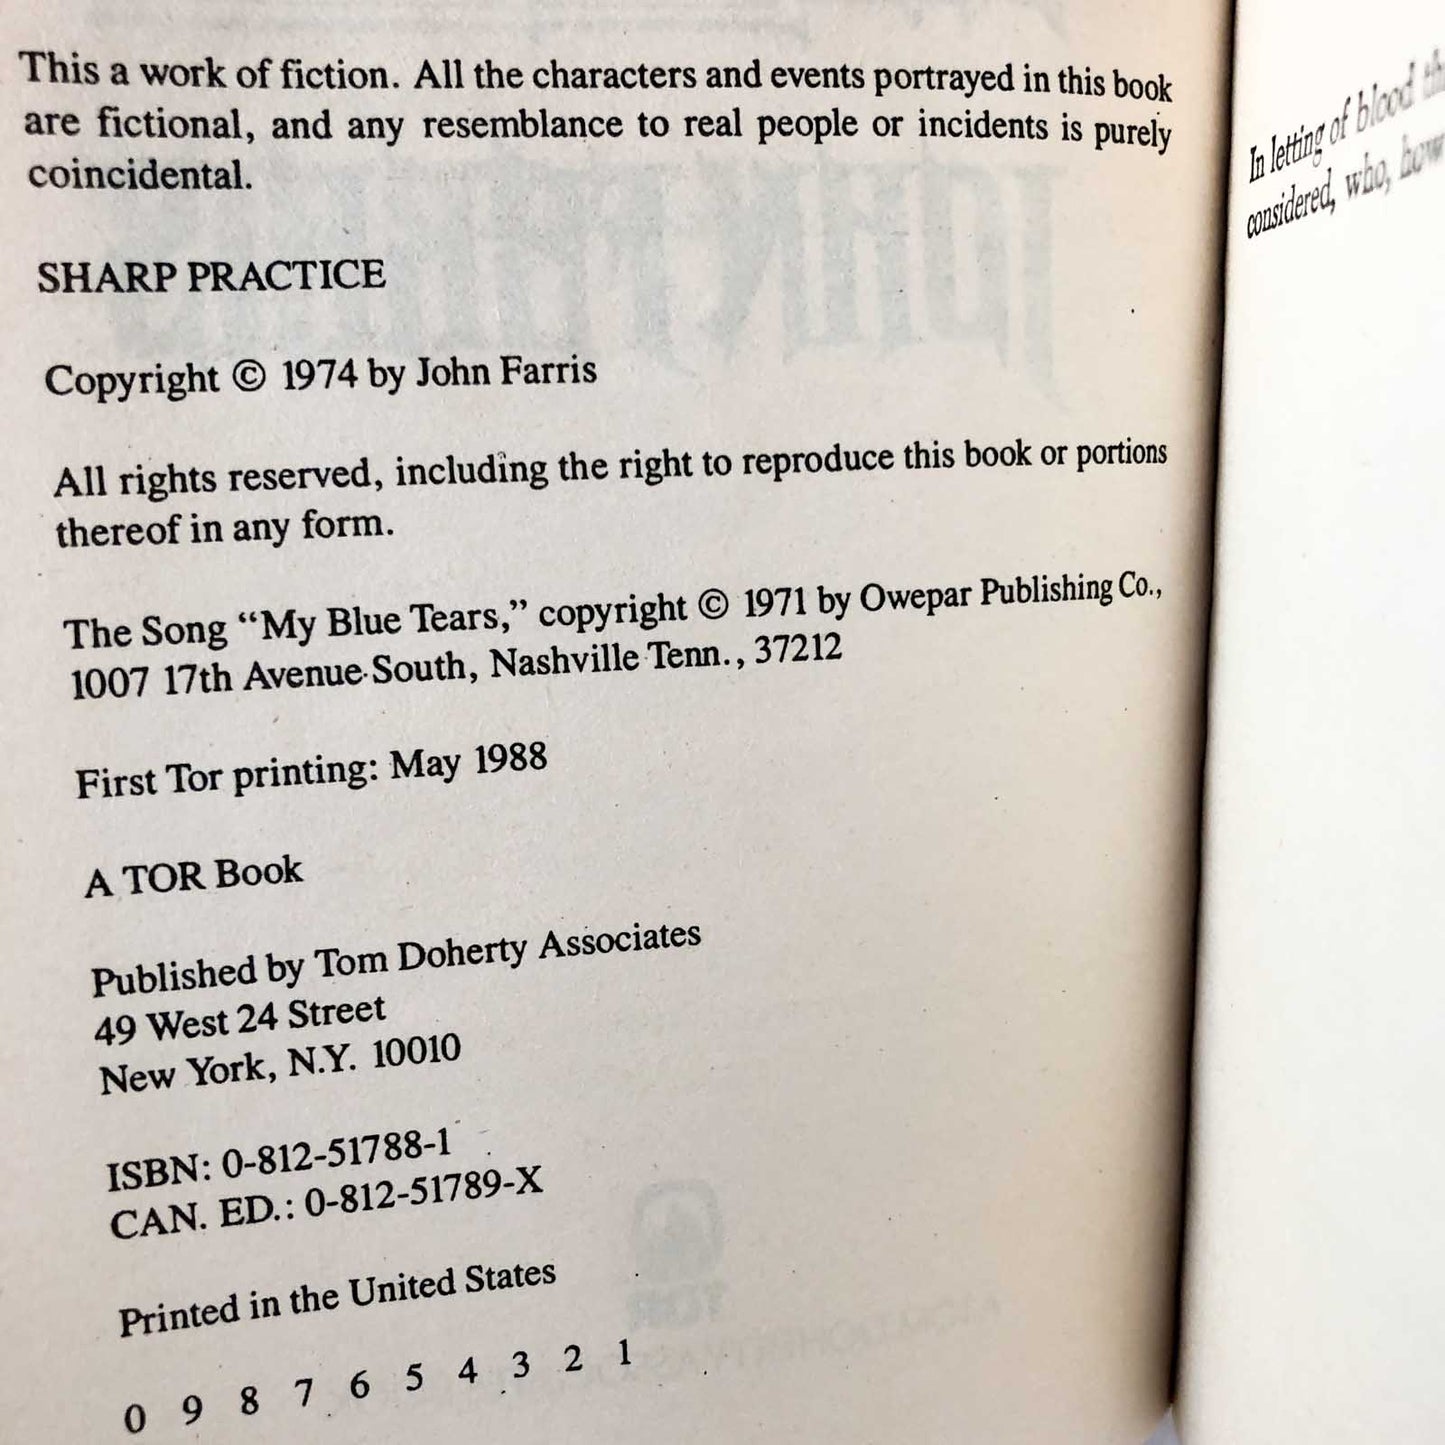 This a work of fiction. All the characters and events portrayed in this book
are fictional, and any resemblance to real people or incidents is purely
coincidental.
SHARP PRACTICE
Copyright © 1974 by John Farris
All rights reserved, including the right to reproduce this book or portions
thereof in any form.
The Song “My Blue Tears,” copyright © 1971 by Owepar Publishing Co.,
1007 17th Avenue South, Nashville Tenn., 37212
First Tor printing: May 1988
A TOR Book
Published by Tom Doherty Associates
49 West 24 Street
New York, N.Y. 10010
ISBN: 0-812-51788-1
CAN. ED.: 0-812-51789-X
Printed in the United States
0 9 8 7 6 5 4 3 2 1
In letting of blood
considered, who, how